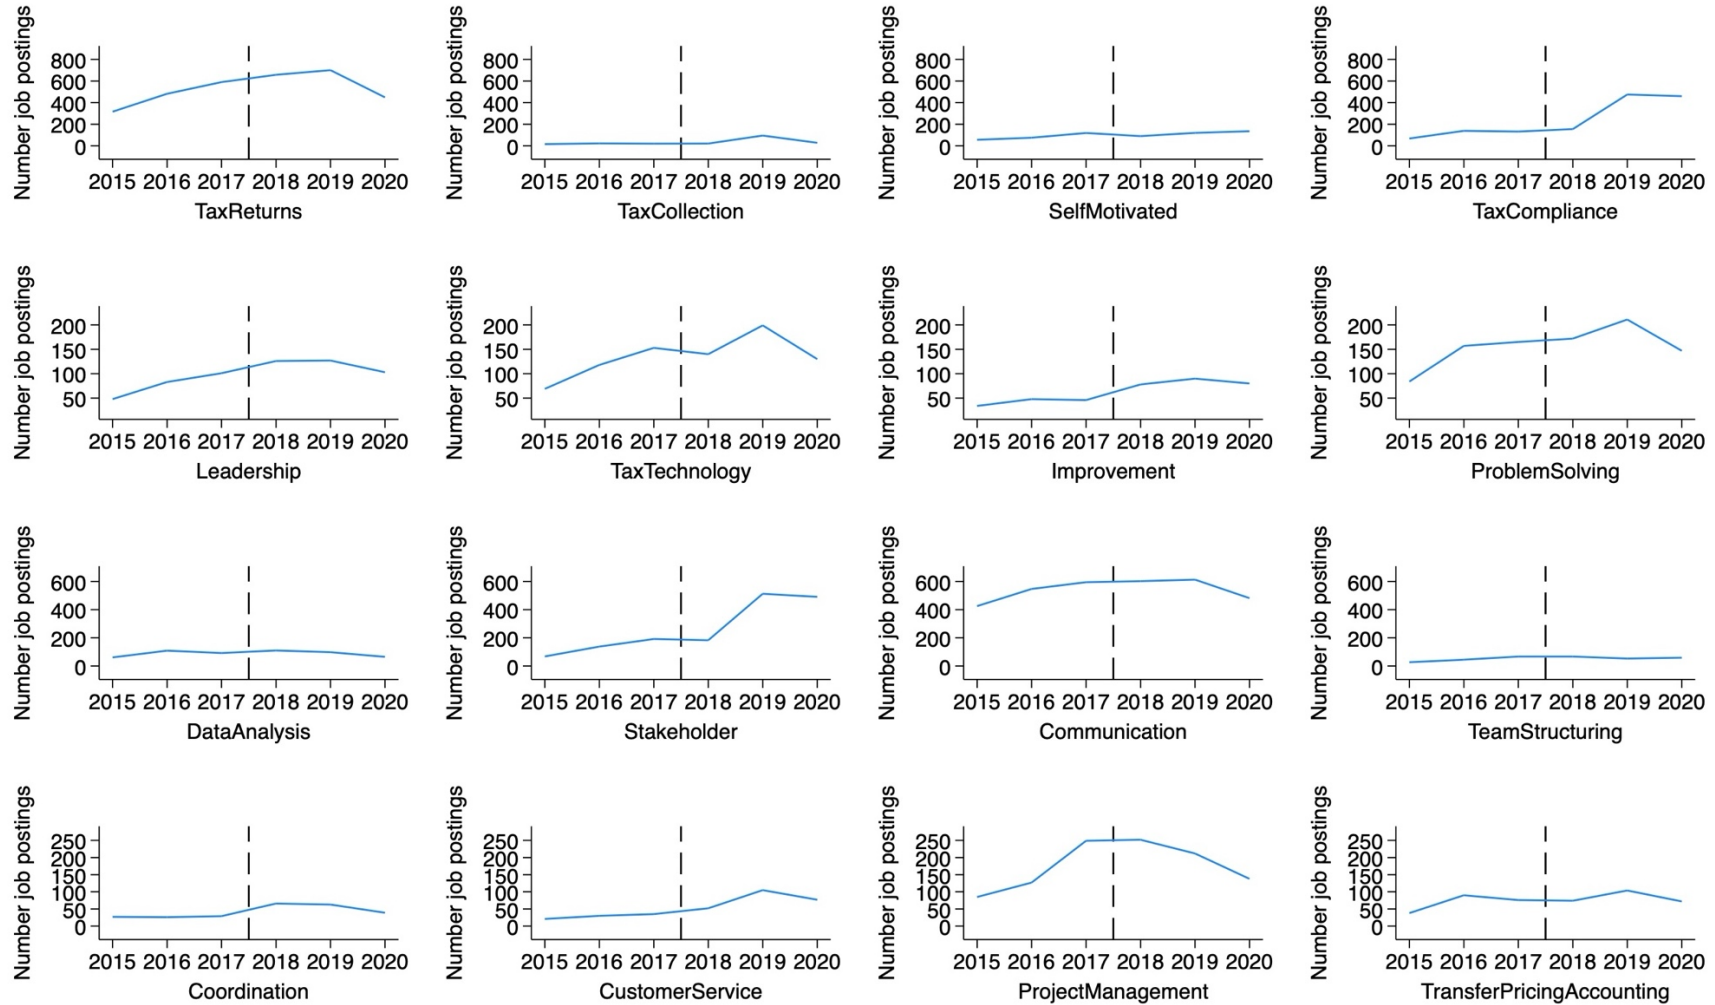 Number job postings
800
600
400
200
0
2015 2016 2017 2018 2019 2020
TaxReturns
Number job postings
800
600
400
200
0
2015 2016 2017 2018 2019 2020
TaxCollection
Number job postings
800
600
400
200
0
2015 2016 2017 2018 2019 2020
SelfMotivated
Number job postings
800
600
400
200
0
2015 2016 2017 2018 2019 2020
TaxCompliance
Number job postings
200
150
100
50
2015 2016 2017 2018 2019 2020
Leadership
Number job postings
200
150
100
50
2015 2016 2017 2018 2019 2020
TaxTechnology
Number job postings
200
150
100
50
2015 2016 2017 2018 2019 2020
Improvement
Number job postings
200
150
100
50
2015 2016 2017 2018 2019 2020
ProblemSolving
Number job postings
600
400
200
0
2015 2016 2017 2018 2019 2020
DataAnalysis
Number job postings
600
400
200
0
2015 2016 2017 2018 2019 2020
Stakeholder
Number job postings
600
400
200
0
2015 2016 2017 2018 2019 2020
Communication
Number job postings
600
400
200
0
2015 2016 2017 2018 2019 2020
TeamStructuring
Number job postings
250
200
150
100
50
0
2015 2016 2017 2018 2019 2020
Coordination
Number job postings
250
200
150
100
50
0
2015 2016 2017 2018 2019 2020
CustomerService
Number job postings
250
200
150
100
50
0
2015 2016 2017 2018 2019 2020
ProjectManagement
Number job postings
250
200
150
100
50
0
2015 2016 2017 2018 2019 2020
TransferPricingAccounting